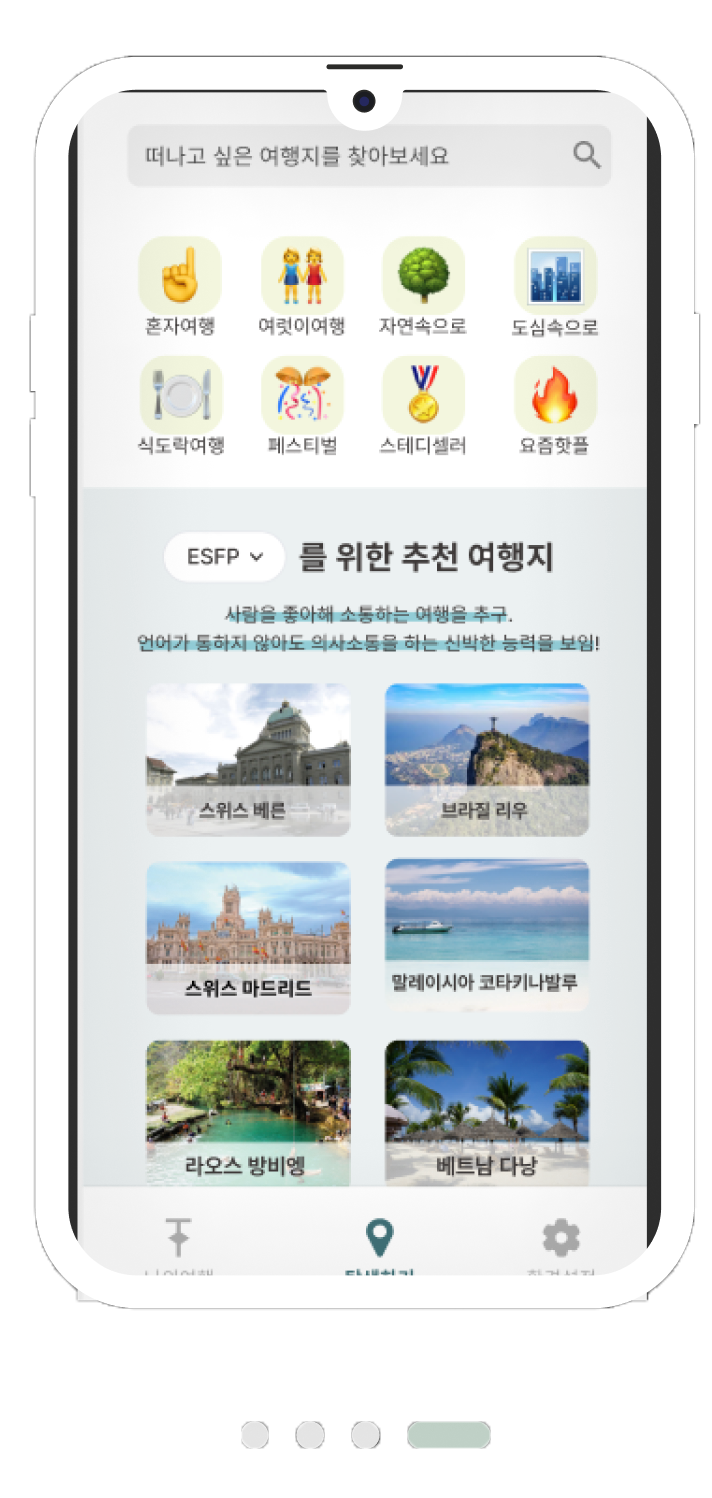 떠나고 싶은 여행지를 찾아보세요
혼자여행 여럿이여행 자연속으로 도심속으로
식도락여행 페스티벌 스테디셀러 요즘핫플
ESFP 를 위한 추천 여행지
사람을 좋아해 소통하는 여행을 추구.
언어가 통하지 않아도 의사소통을 하는 신박한 능력을 보임!
스위스 베른 브라질 리우
스위스 마드리드 말레이시아 코타키나발루
라오스 방비엥 베트남 다낭